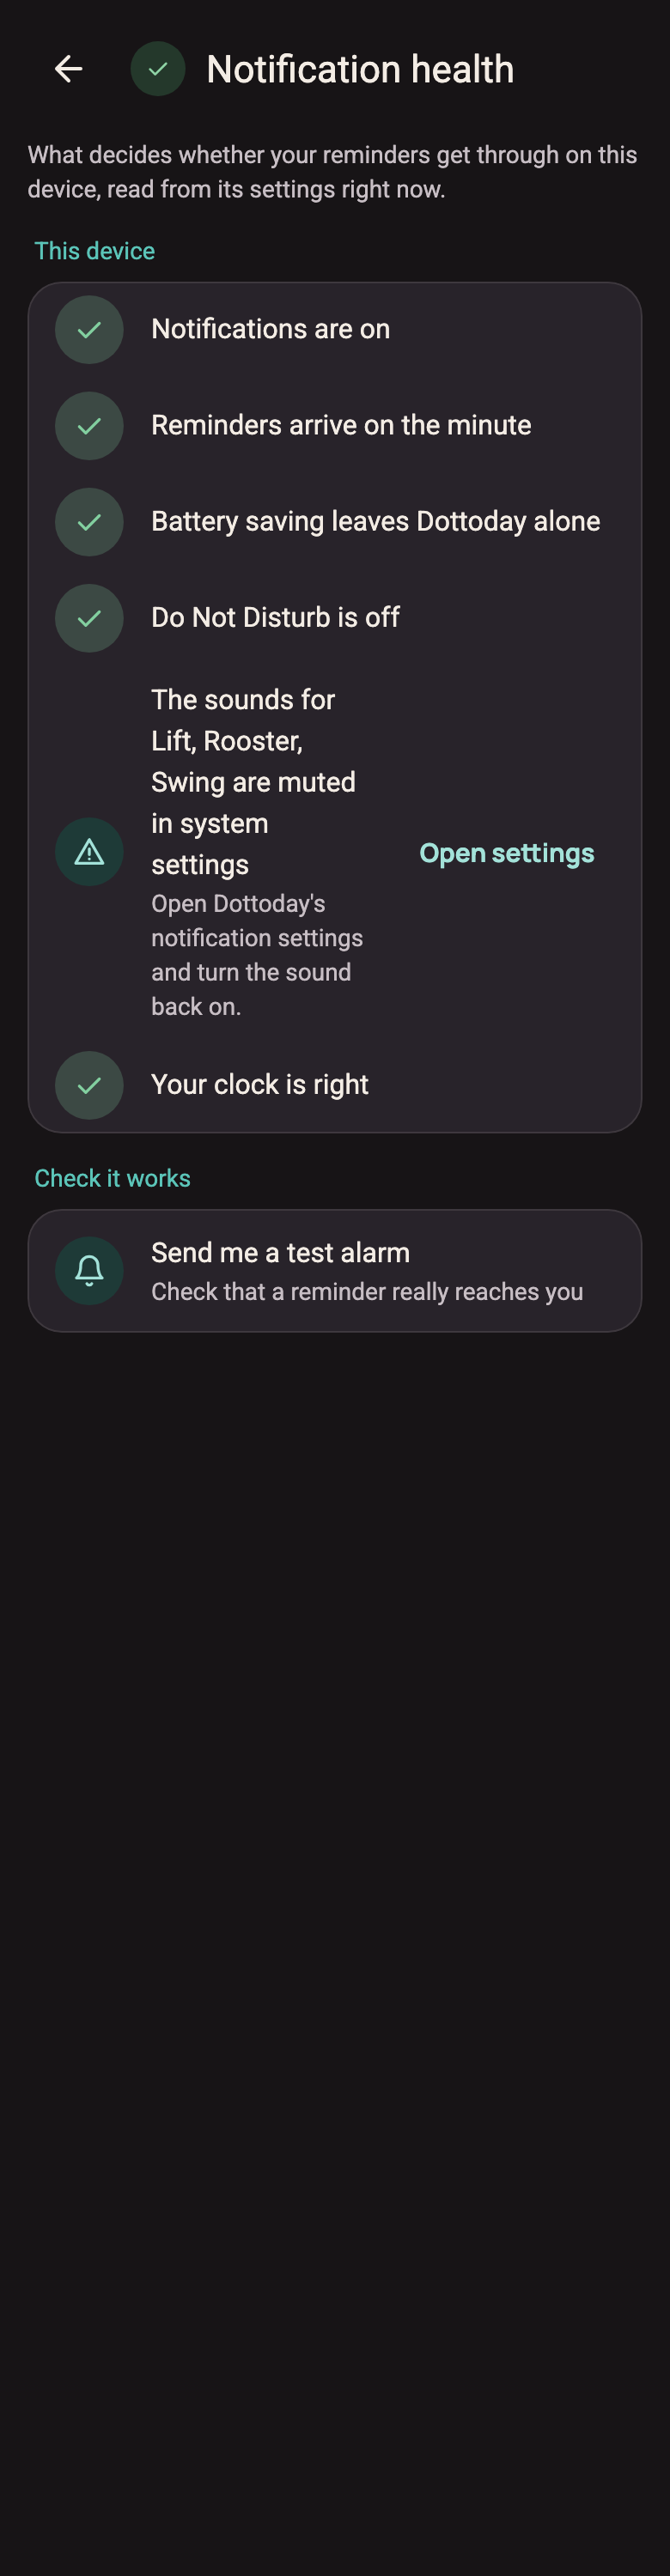 Notification health
What decides whether your reminders get through on this
device, read from its settings right now.
This device
Notifications are on
Reminders arrive on the minute
Battery saving leaves Dottoday alone
Do Not Disturb is off
The sounds for
Lift, Rooster,
Swing are muted
in system
settings
Open Dottoday's
notification settings
and turn the sound
back on.
Open settings
Your clock is right
Check it works
Send me a test alarm
Check that a reminder really reaches you